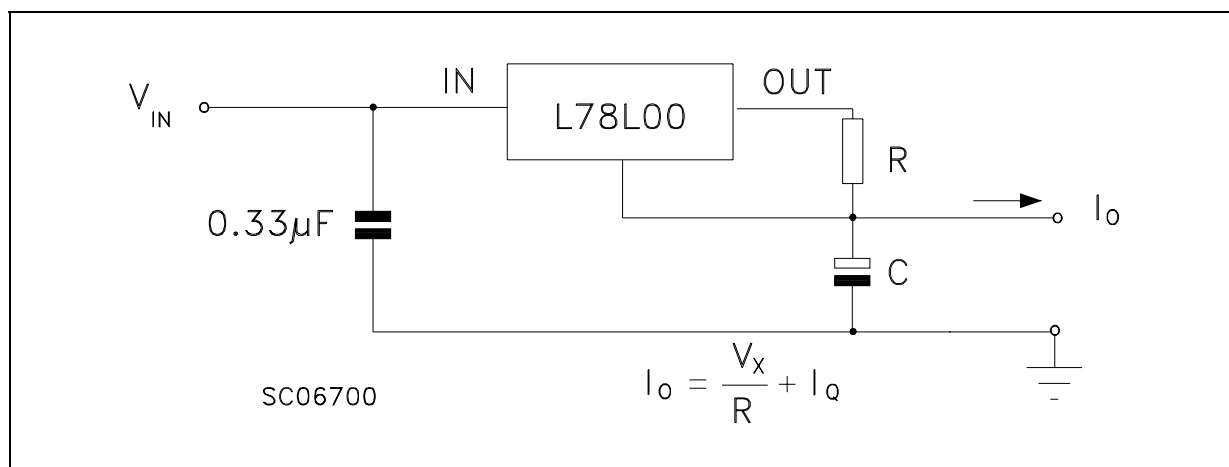 IN
OUT
V_IN
L78L00
R
0.33µF
I_O
C
I_O = V_X / R + I_Q
SC06700